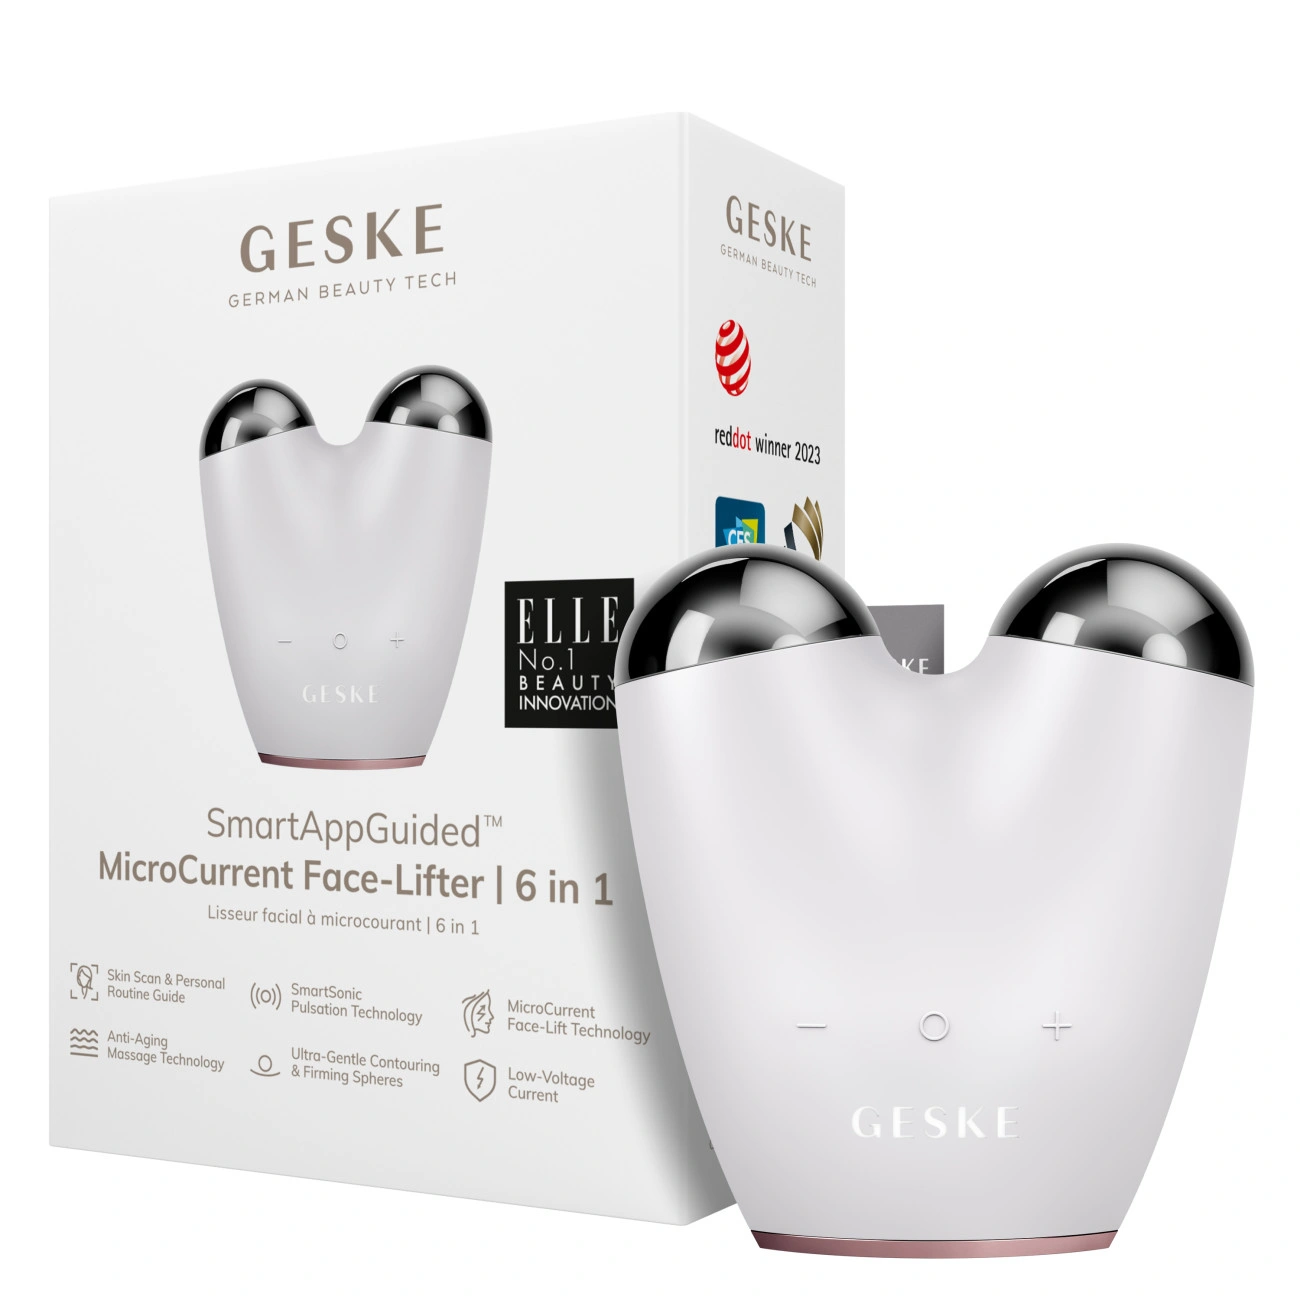 GESKE
GERMAN BEAUTY TECH
GESKE
ELLE
No.1
BEAUTY
INNOVATION
SmartAppGuided™
MicroCurrent Face-Lifter | 6 in 1
Lisseur facial à microcourant | 6 in 1
Skin Scan & Personal
Routine Guide
SmartSonic
Pulsation Technology
MicroCurrent
Face-Lift Technology
Anti-Aging
Massage Technology
Ultra-Gentle Contouring
& Firming Spheres
Low-Voltage
Current
GESKE
GERMAN BEAUTY TECH
reddot winner 2023
CES
GESKE